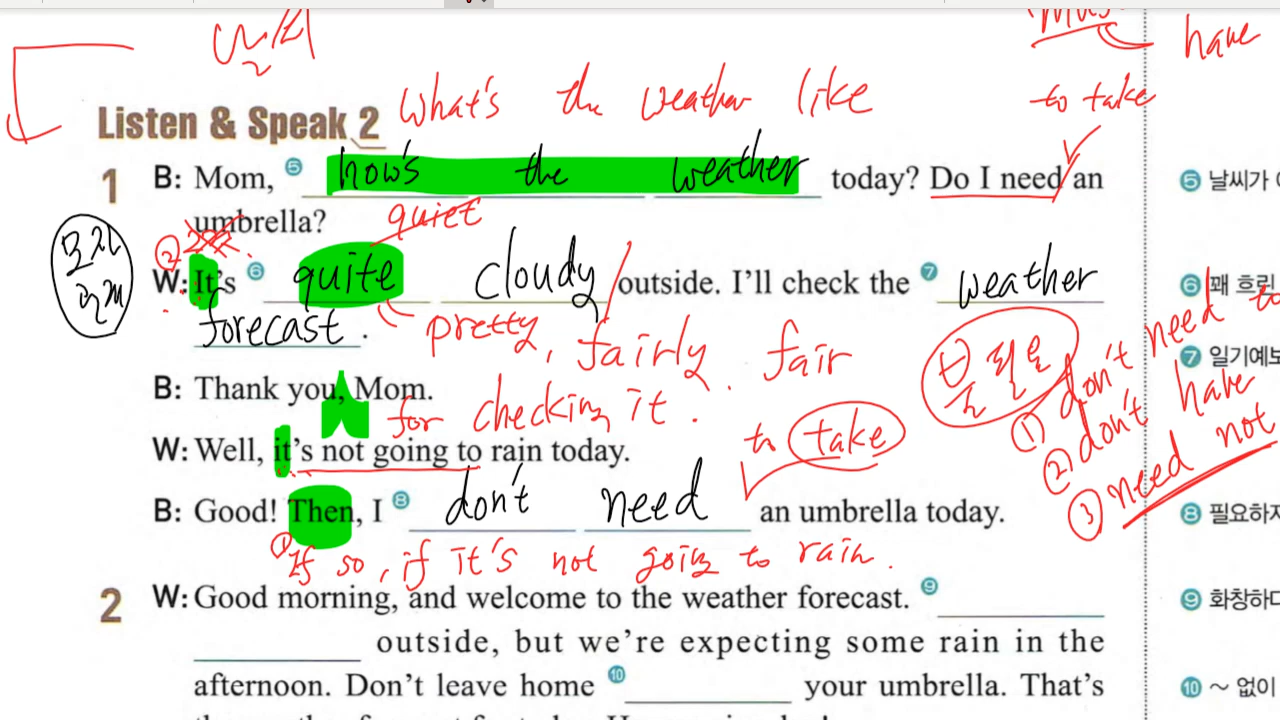 have
What's the weather like
to take
Listen & Speak 2
1 B: Mom, ⑤ how's the weather today? Do I need an
umbrella?
quiet
②
W: It's ⑥ quite cloudy outside. I'll check the ⑦ weather
forecast.
pretty, fairly. fair
B: Thank you, Mom.
for checking it.
W: Well, it's not going to rain today.
to take
B: Good! Then, I ⑧ don't need an umbrella today.
① If so, if it's not going to rain.
2 W: Good morning, and welcome to the weather forecast. ⑨
outside, but we're expecting some rain in the
afternoon. Don't leave home ⑩ your umbrella. That's
불필요
① don't need to
② don't have
③ need not
⑤ 날씨가
⑥ 꽤 흐린
⑦ 일기예보
⑧ 필요하지
⑨ 화창하다
⑩ ~ 없이